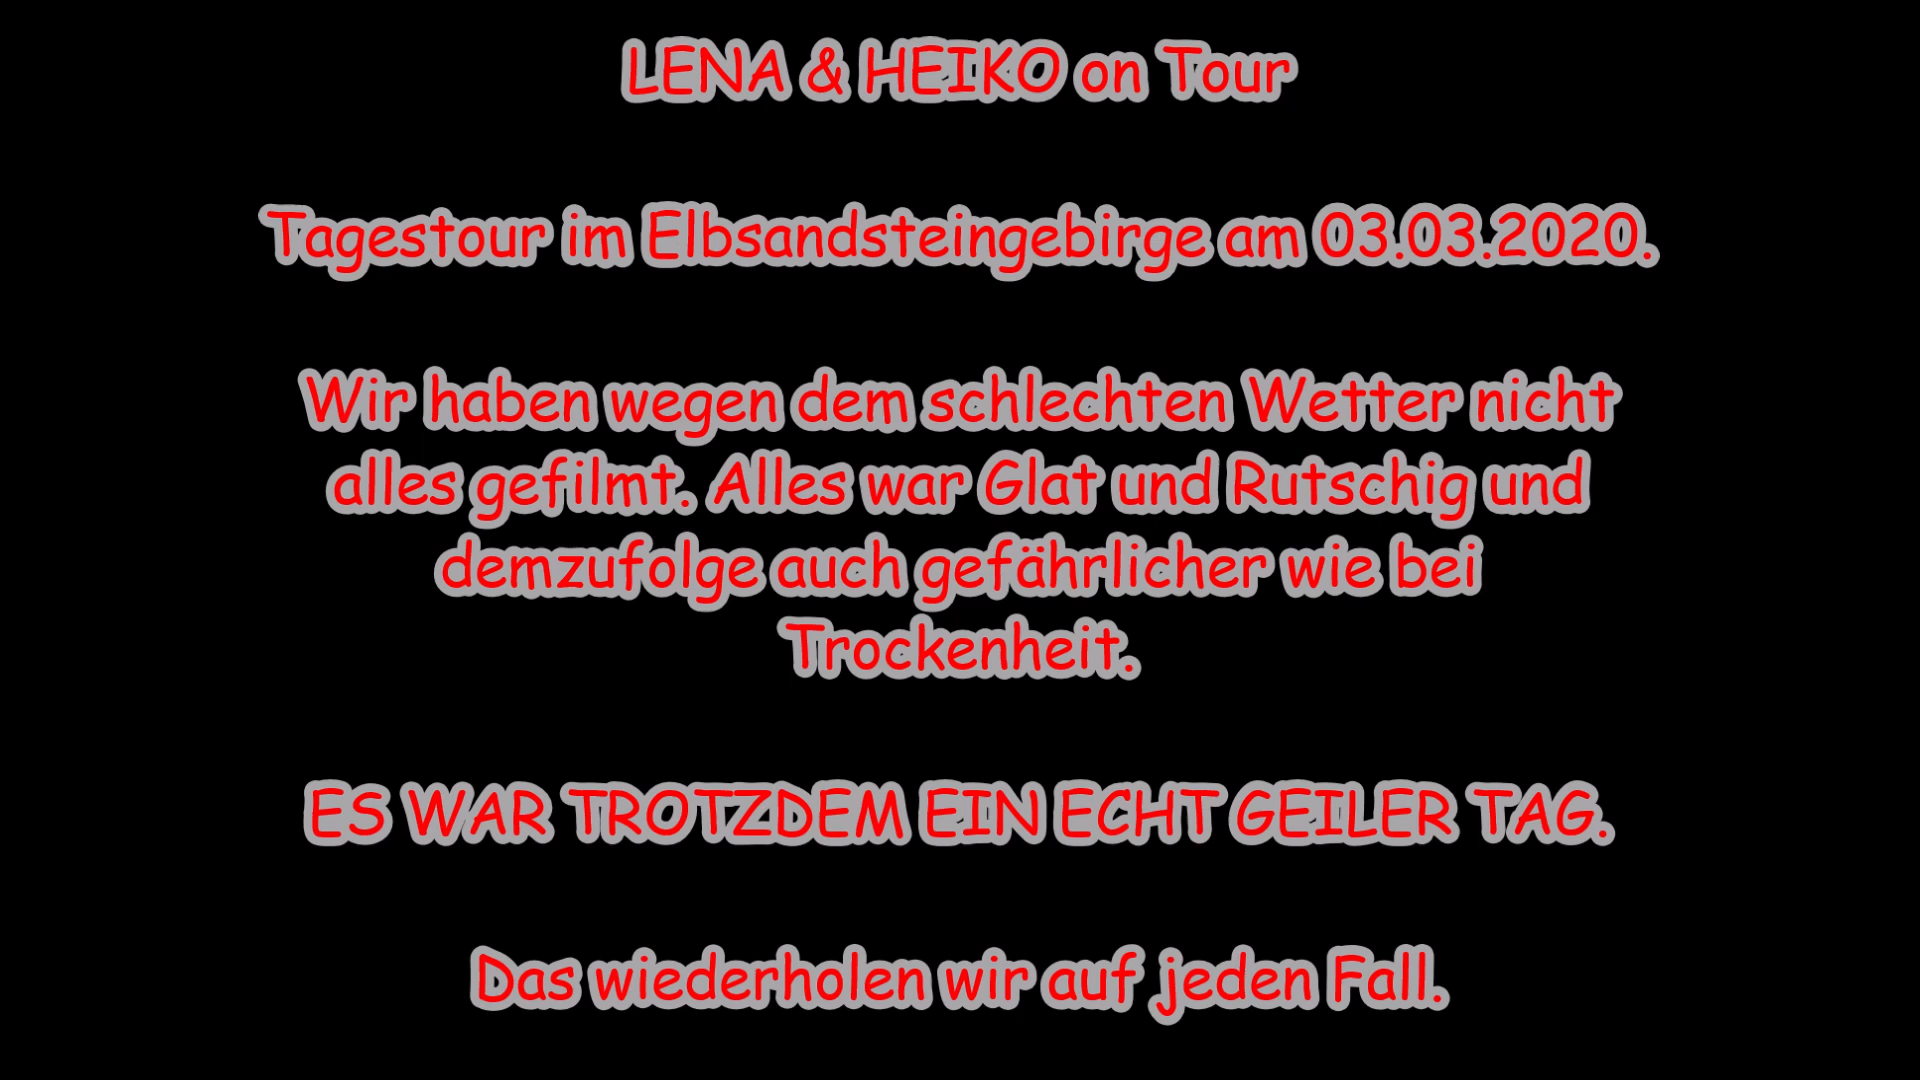 LENA & HEIKO on Tour
Tagestour im Elbsandsteingebirge am 03.03.2020.
Wir haben wegen dem schlechten Wetter nicht
alles gefilmt. Alles war Glat und Rutschig und
demzufolge auch gefährlicher wie bei
Trockenheit.
ES WAR TROTZDEM EIN ECHT GEILER TAG.
Das wiederholen wir auf jeden Fall.